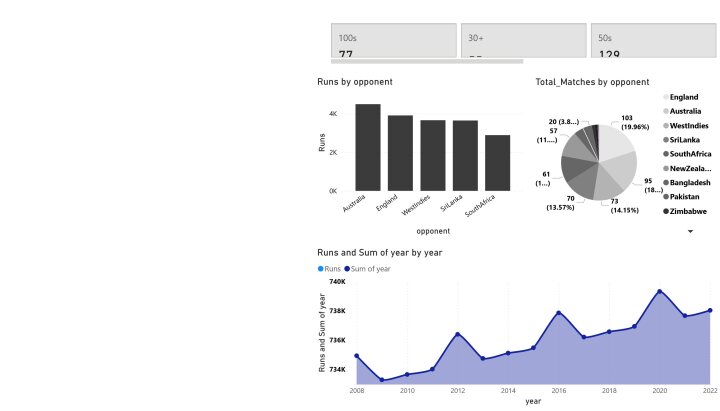 100s
77
30+
50s
129
Runs by opponent
Runs
4K
2K
0K
Australia
England
WestIndies
SriLanka
SouthAfrica
opponent
Total_Matches by opponent
103
(19.96%)
95
(18...)
73
(14.15%)
70
(13.57%)
61
(1...)
57
(11....)
20 (3.8...)
England
Australia
WestIndies
SriLanka
SouthAfrica
NewZeala...
Bangladesh
Pakistan
Zimbabwe
Runs and Sum of year by year
Runs
Sum of year
Runs and Sum of year
740K
738K
736K
734K
2008
2010
2012
2014
2016
2018
2020
2022
year